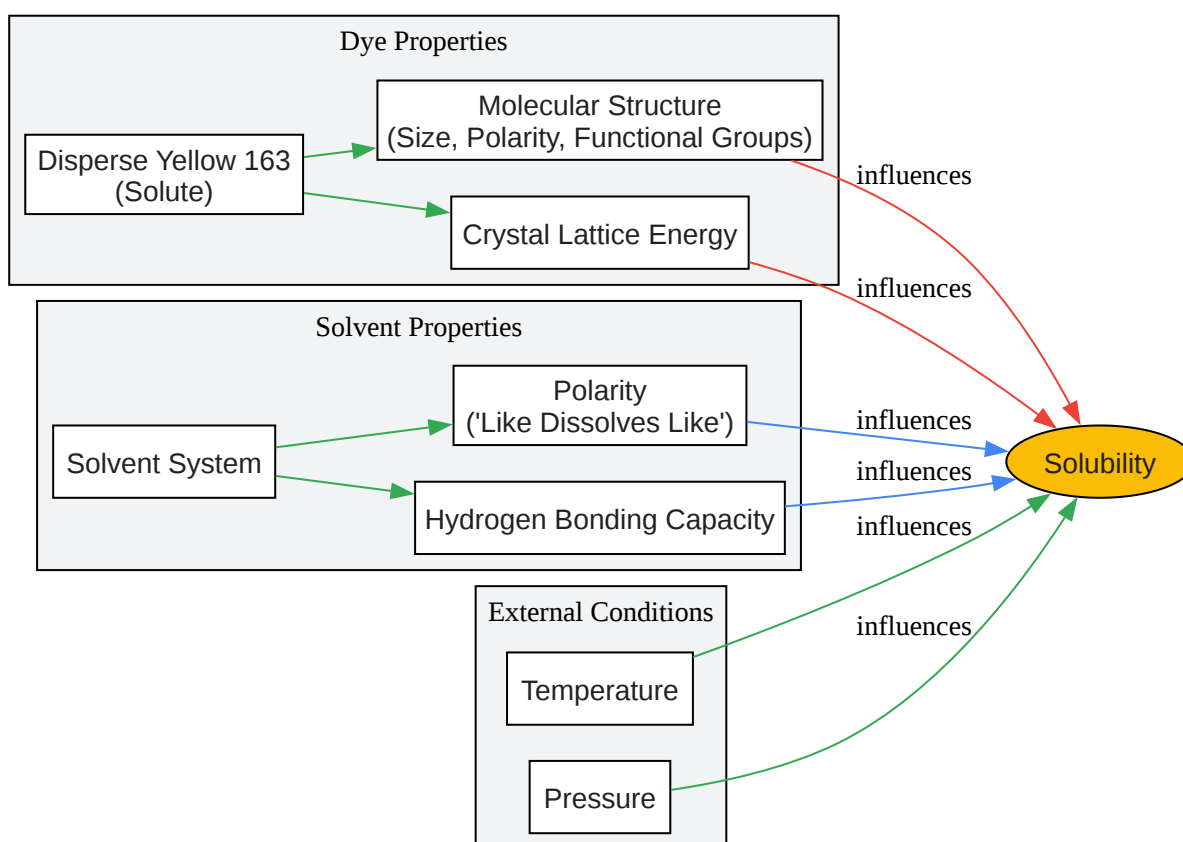 Dye Properties
Disperse Yellow 163
(Solute)
Molecular Structure
(Size, Polarity, Functional Groups)
Crystal Lattice Energy
influences
influences
Solvent Properties
Solvent System
Polarity
('Like Dissolves Like')
Hydrogen Bonding Capacity
influences
influences
Solubility
External Conditions
Temperature
Pressure
influences
influences